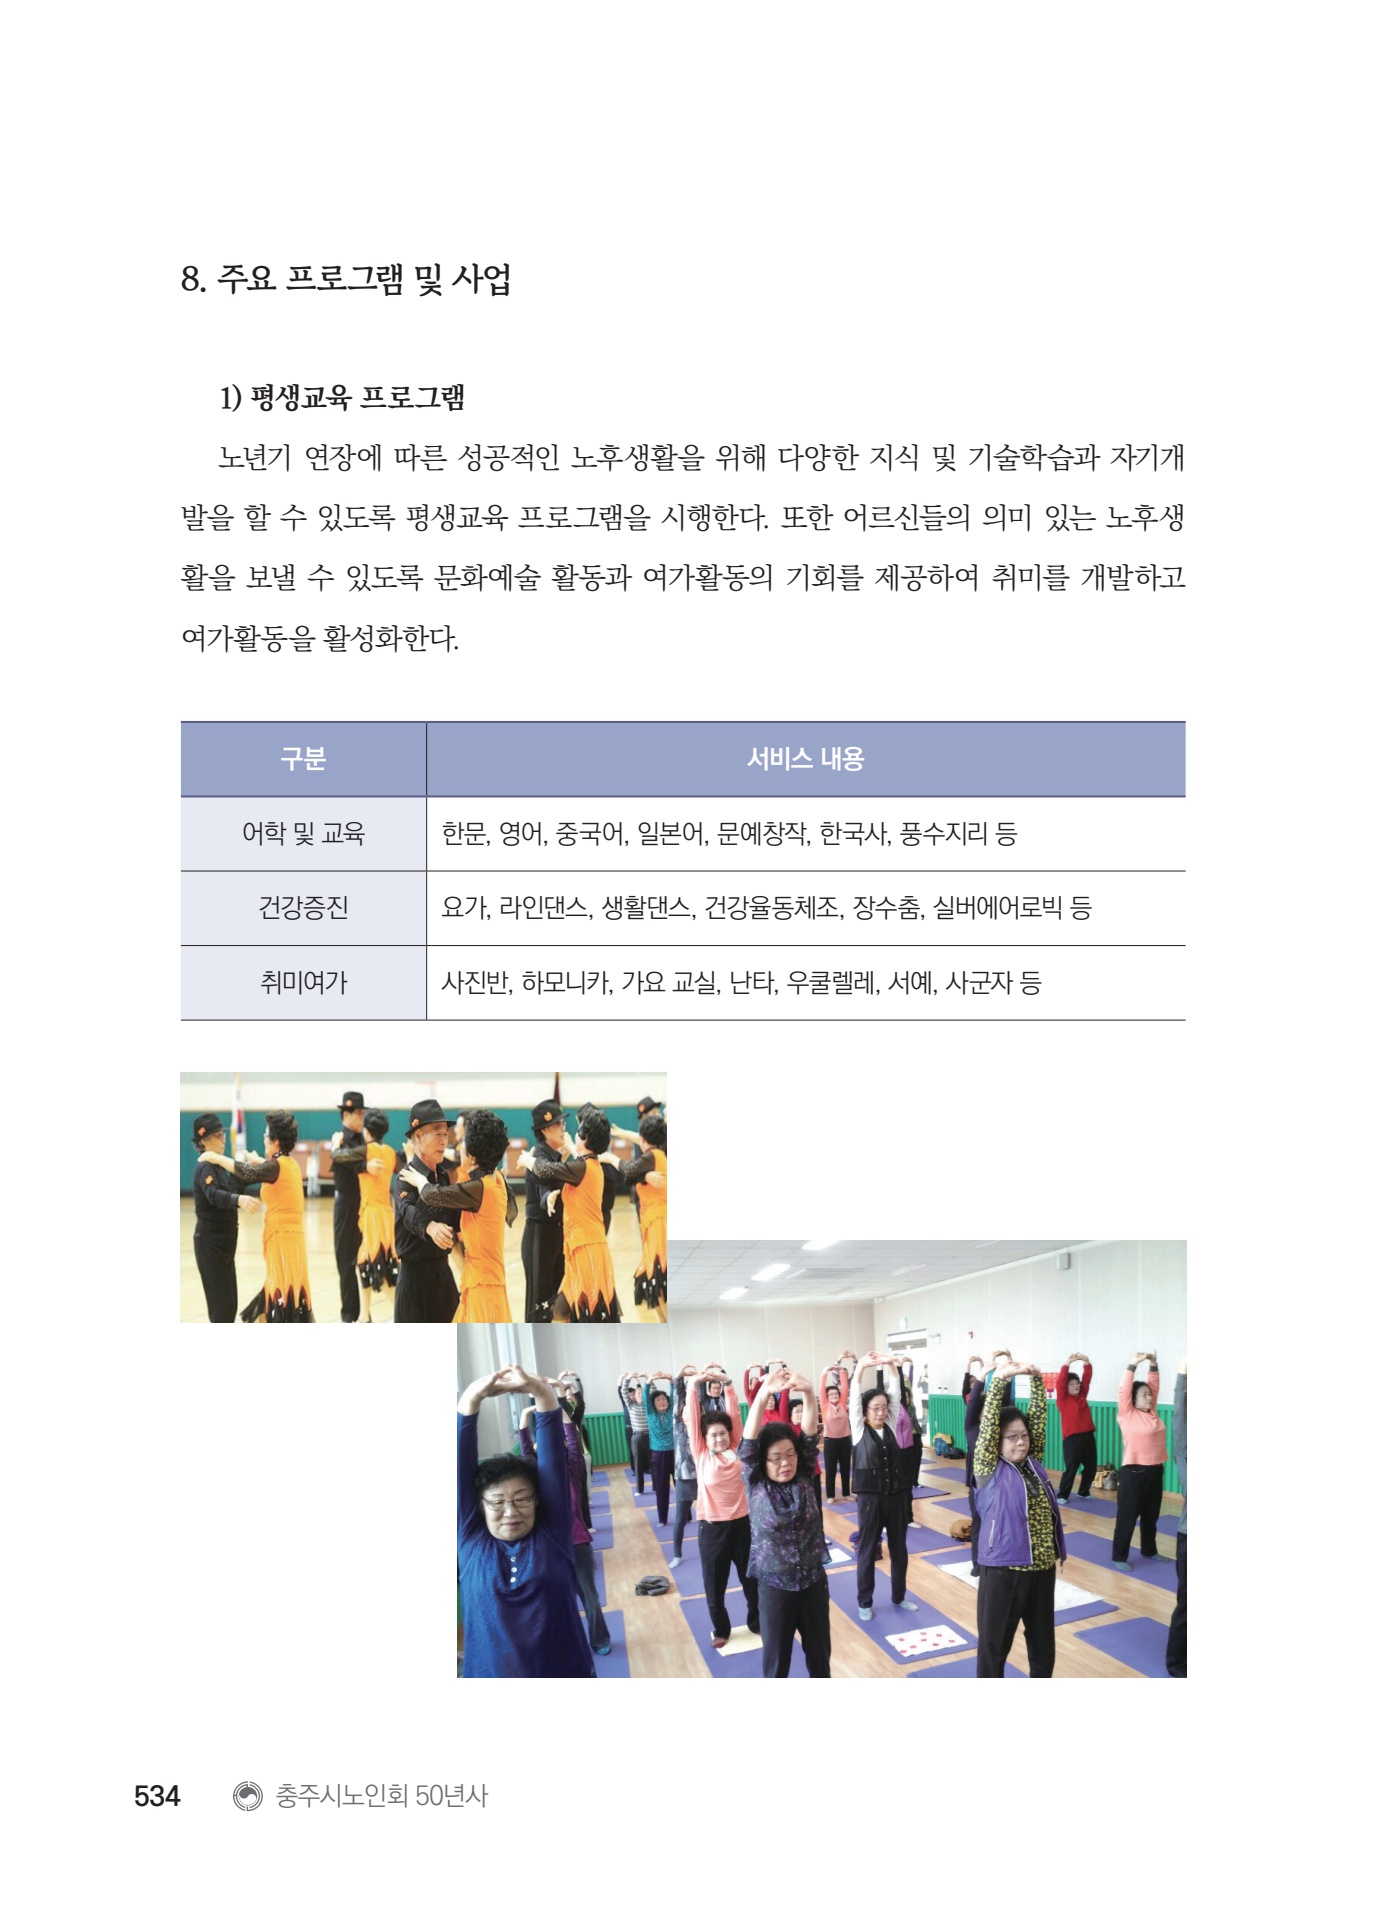 8. 주요 프로그램 및 사업
1) 평생교육 프로그램
노년기 연장에 따른 성공적인 노후생활을 위해 다양한 지식 및 기술학습과 자기개
발을 할 수 있도록 평생교육 프로그램을 시행한다. 또한 어르신들의 의미 있는 노후생
활을 보낼 수 있도록 문화예술 활동과 여가활동의 기회를 제공하여 취미를 개발하고
여가활동을 활성화한다.
구분 서비스 내용
어학 및 교육 한문, 영어, 중국어, 일본어, 문예창작, 한국사, 풍수지리 등
건강증진 요가, 라인댄스, 생활댄스, 건강율동체조, 장수춤, 실버에어로빅 등
취미여가 사진반, 하모니카, 가요 교실, 난타, 우쿨렐레, 서예, 사군자 등
534 충주시노인회 50년사